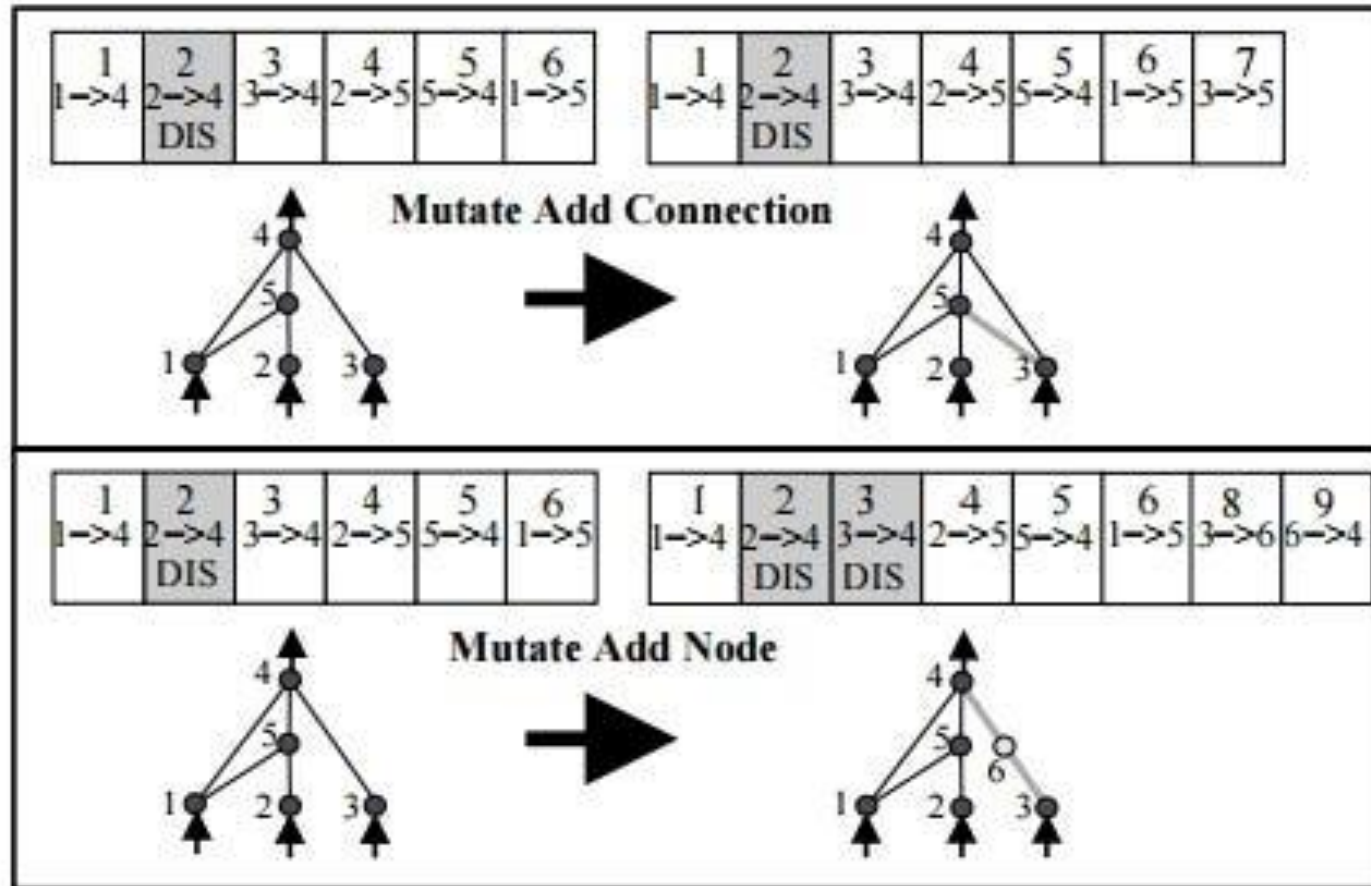 1 2 3 4 5 6
1->4 2->4 3->4 2->5 5->4 1->5
DIS
1 2 3 4 5 6 7
1->4 2->4 3->4 2->5 5->4 1->5 3->5
DIS
Mutate Add Connection
4
5
1 2 3
4
5
1 2 3
1 2 3 4 5 6
1->4 2->4 3->4 2->5 5->4 1->5
DIS
1 2 3 4 5 6 8 9
1->4 2->4 3->4 2->5 5->4 1->5 3->6 6->4
DIS DIS
Mutate Add Node
4
5
1 2 3
4
5
6
1 2 3